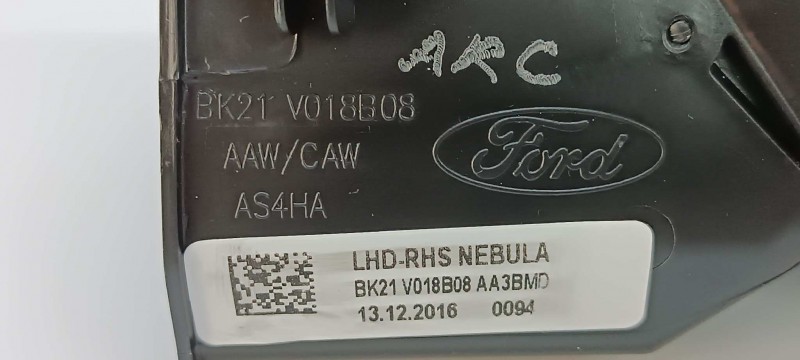 BK21 V018B08
AAW/CAW
AS4HA
Ford
LHD-RHS NEBULA
BK21 V018B08 AA3BMD
13.12.2016 0094